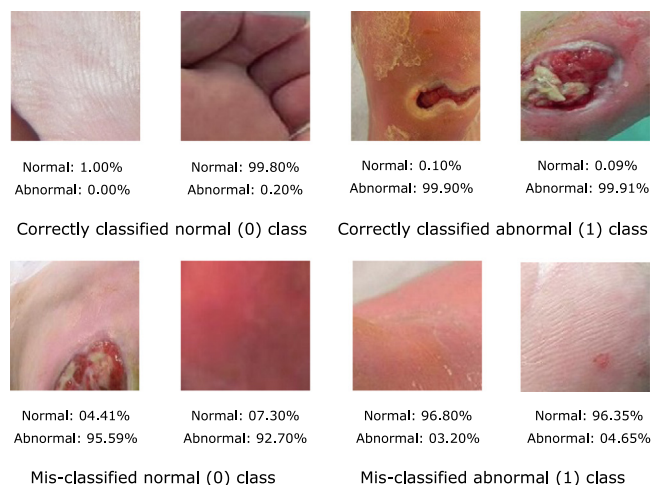 Normal: 1.00% Normal: 99.80% Normal: 0.10% Normal: 0.09%
Abnormal: 0.00% Abnormal: 0.20% Abnormal: 99.90% Abnormal: 99.91%
Correctly classified normal (0) class Correctly classified abnormal (1) class
Normal: 04.41% Normal: 07.30% Normal: 96.80% Normal: 96.35%
Abnormal: 95.59% Abnormal: 92.70% Abnormal: 03.20% Abnormal: 04.65%
Mis-classified normal (0) class Mis-classified abnormal (1) class